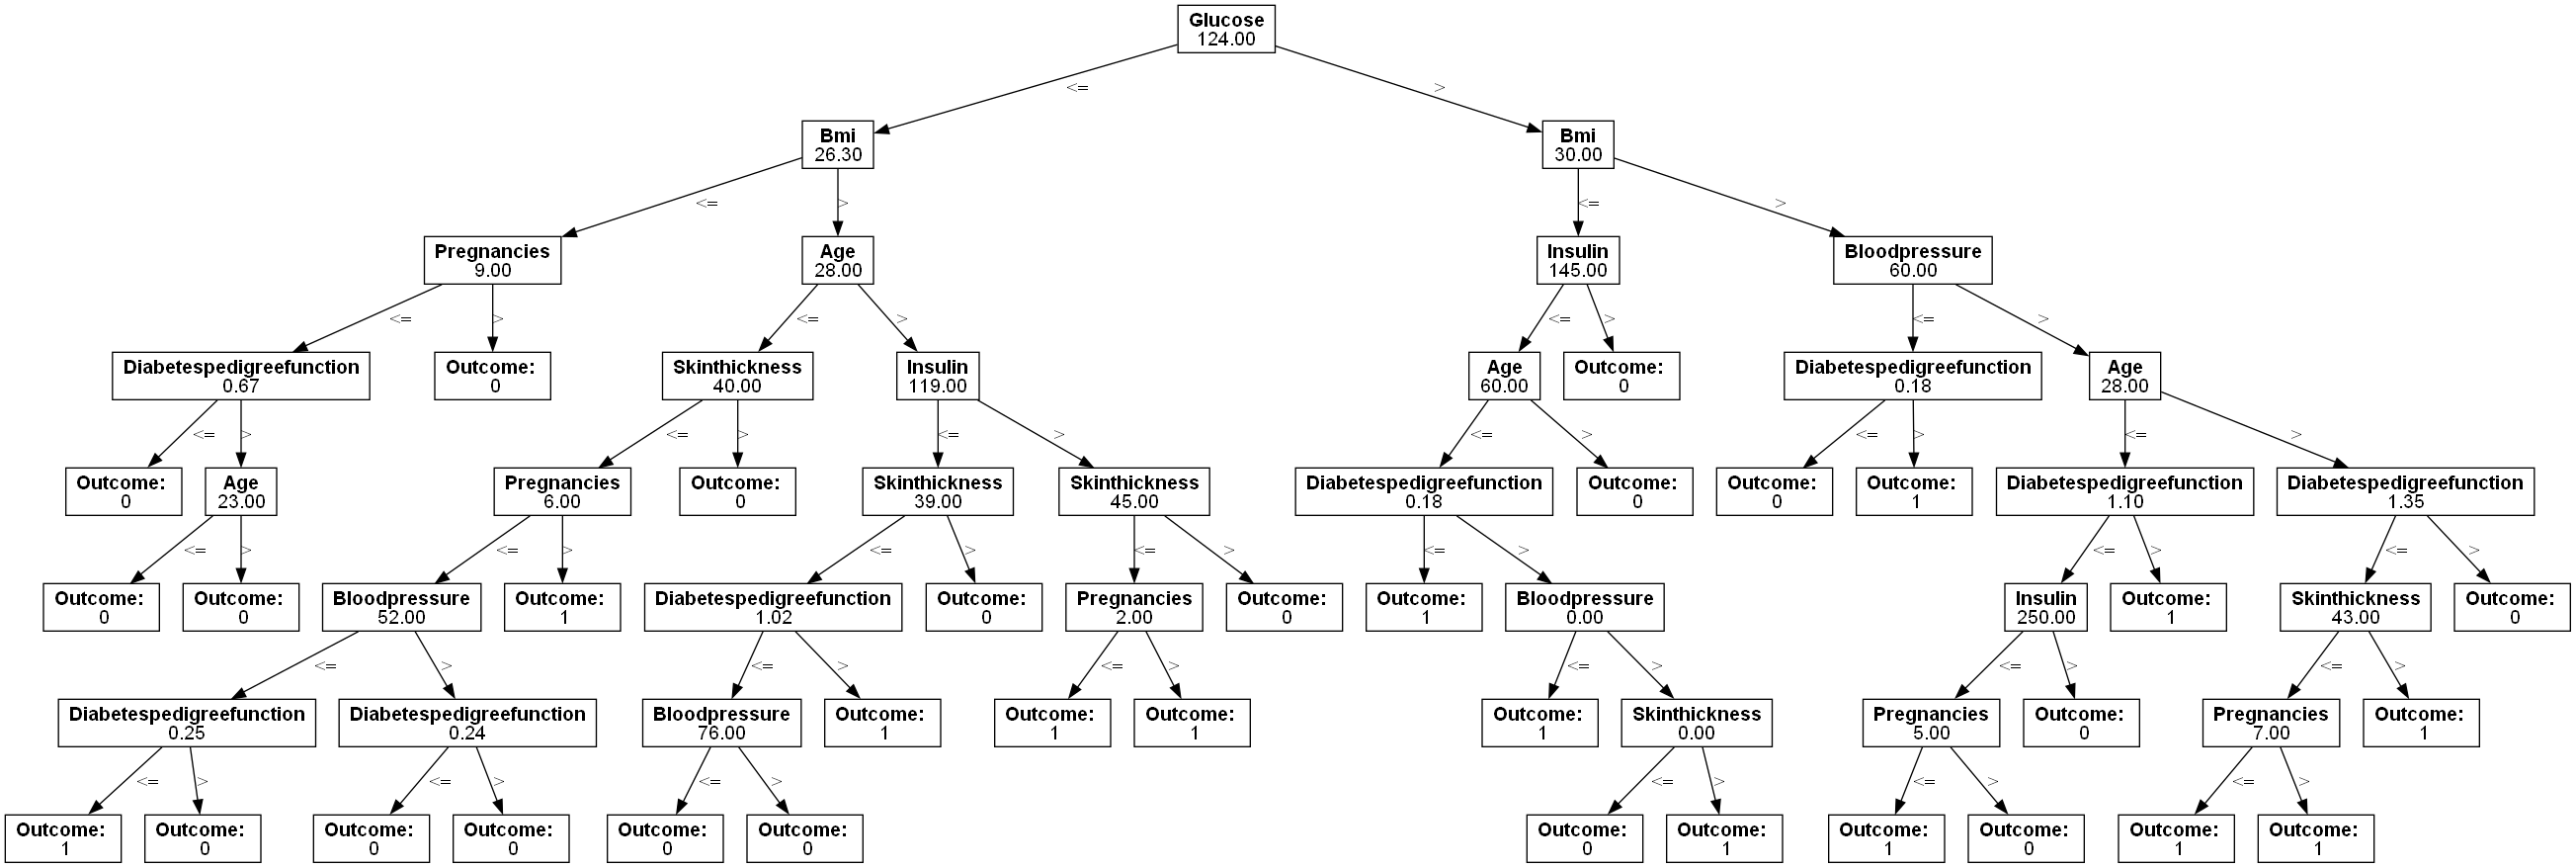 Glucose
124.00
<=
>
Bmi
26.30
Bmi
30.00
<=
>
<=
>
Pregnancies
9.00
Age
28.00
Insulin
145.00
Bloodpressure
60.00
<=
>
<=
>
<=
>
<=
>
Diabetespedigreefunction
0.67
Outcome:
0
Skinthickness
40.00
Insulin
119.00
Age
60.00
Outcome:
0
Diabetespedigreefunction
0.18
Age
28.00
<=
>
<=
>
<=
>
<=
>
<=
>
<=
>
Outcome:
0
Age
23.00
Pregnancies
6.00
Outcome:
0
Skinthickness
39.00
Skinthickness
45.00
Diabetespedigreefunction
0.18
Outcome:
0
Outcome:
0
Outcome:
1
Diabetespedigreefunction
1.10
Diabetespedigreefunction
1.35
<=
>
<=
>
<=
>
<=
>
<=
>
<=
>
<=
>
Outcome:
0
Outcome:
0
Bloodpressure
52.00
Outcome:
1
Diabetespedigreefunction
1.02
Outcome:
0
Pregnancies
2.00
Outcome:
0
Outcome:
1
Bloodpressure
0.00
Insulin
250.00
Outcome:
1
Skinthickness
43.00
Outcome:
0
<=
>
<=
>
<=
>
<=
>
<=
>
<=
>
Diabetespedigreefunction
0.25
Diabetespedigreefunction
0.24
Bloodpressure
76.00
Outcome:
1
Outcome:
1
Outcome:
1
Outcome:
1
Skinthickness
0.00
Pregnancies
5.00
Outcome:
0
Pregnancies
7.00
Outcome:
1
<=
>
<=
>
<=
>
<=
>
<=
>
<=
>
Outcome:
1
Outcome:
0
Outcome:
0
Outcome:
0
Outcome:
0
Outcome:
0
Outcome:
0
Outcome:
1
Outcome:
1
Outcome:
0
Outcome:
1
Outcome:
1